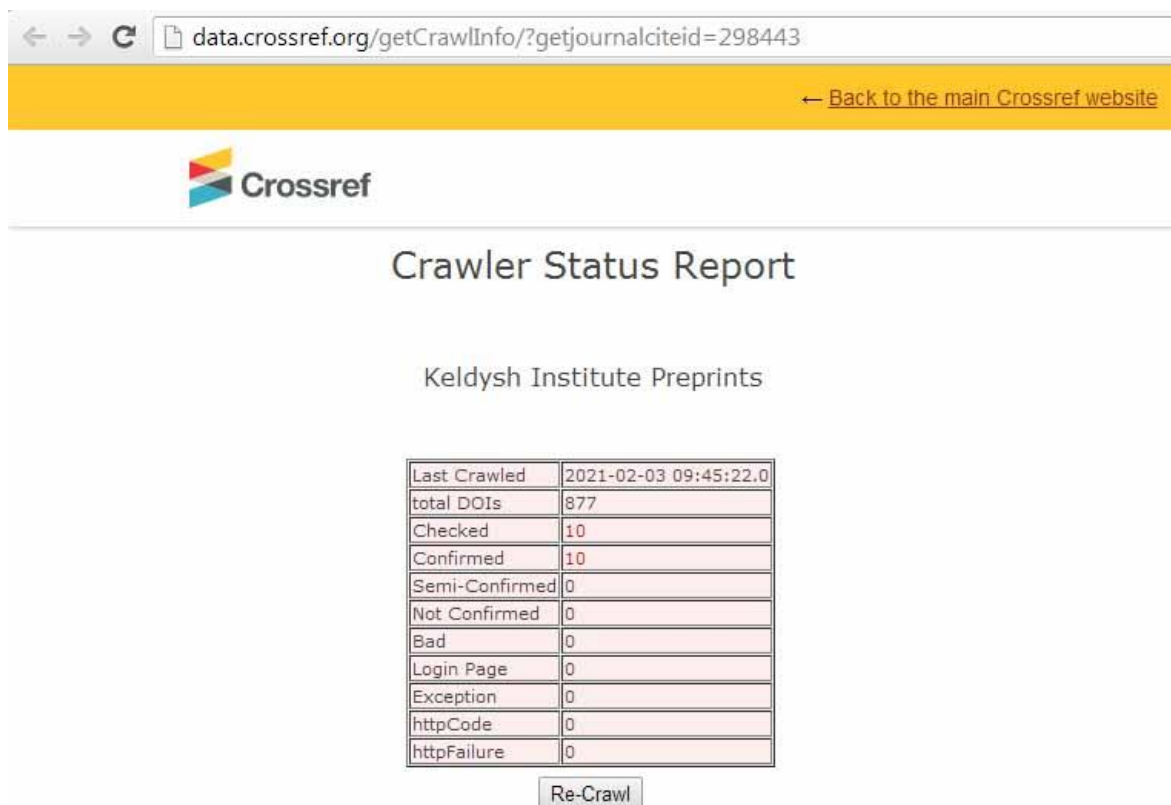 data.crossref.org/getCrawlInfo/?getjournalciteid=298443
← Back to the main Crossref website
Crossref
Crawler Status Report
Keldysh Institute Preprints
Last Crawled 2021-02-03 09:45:22.0
total DOIs 877
Checked 10
Confirmed 10
Semi-Confirmed 0
Not Confirmed 0
Bad 0
Login Page 0
Exception 0
httpCode 0
httpFailure 0
Re-Crawl